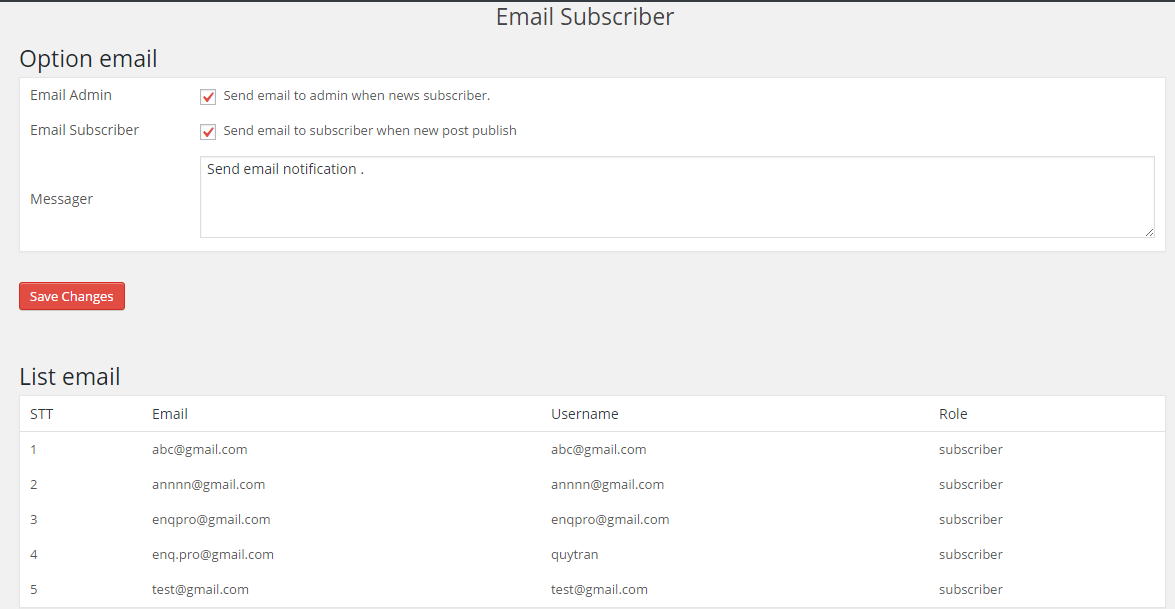 Email Subscriber
Option email
Email Admin Send email to admin when news subscriber.
Email Subscriber Send email to subscriber when new post publish
Send email notification .
Messager
Save Changes
List email
STT Email Username Role
1 abc@gmail.com abc@gmail.com subscriber
2 annnn@gmail.com annnn@gmail.com subscriber
3 enqpro@gmail.com enqpro@gmail.com subscriber
4 enq.pro@gmail.com quytran subscriber
5 test@gmail.com test@gmail.com subscriber